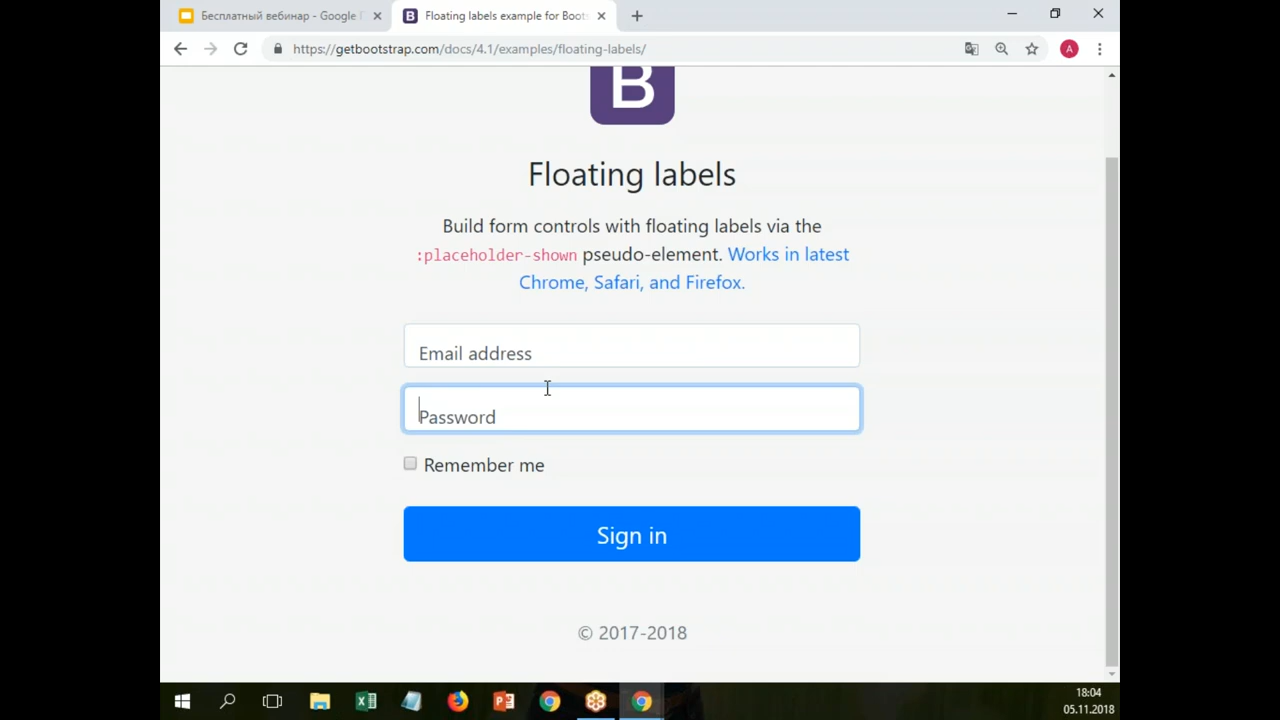 Бесплатный вебинар - Google
Floating labels example for Boots
https://getbootstrap.com/docs/4.1/examples/floating-labels/
A
B
Floating labels
Build form controls with floating labels via the
:placeholder-shown pseudo-element. Works in latest
Chrome, Safari, and Firefox.
Email address
Password
Remember me
Sign in
© 2017-2018
18:04
05.11.2018